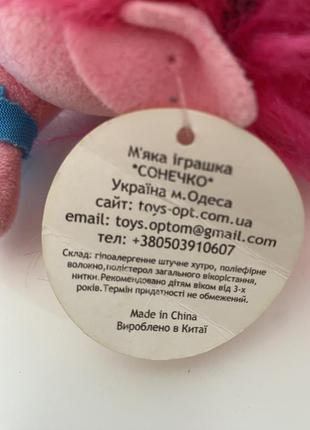 М'яка іграшка
"СОНЕЧКО"
Україна м.Одеса
сайт: toys-opt.com.ua
email: toys.optom@gmail.com
тел: +380503910607
Склад: гіпоалергенне штучне хутро, поліефірне
волокно,полістерол загального вікорістання,
нитки.Рекомендовано дітям віком від 3-х
років.Термін придатності не обмежений.
Made in China
Вироблено в Китаї